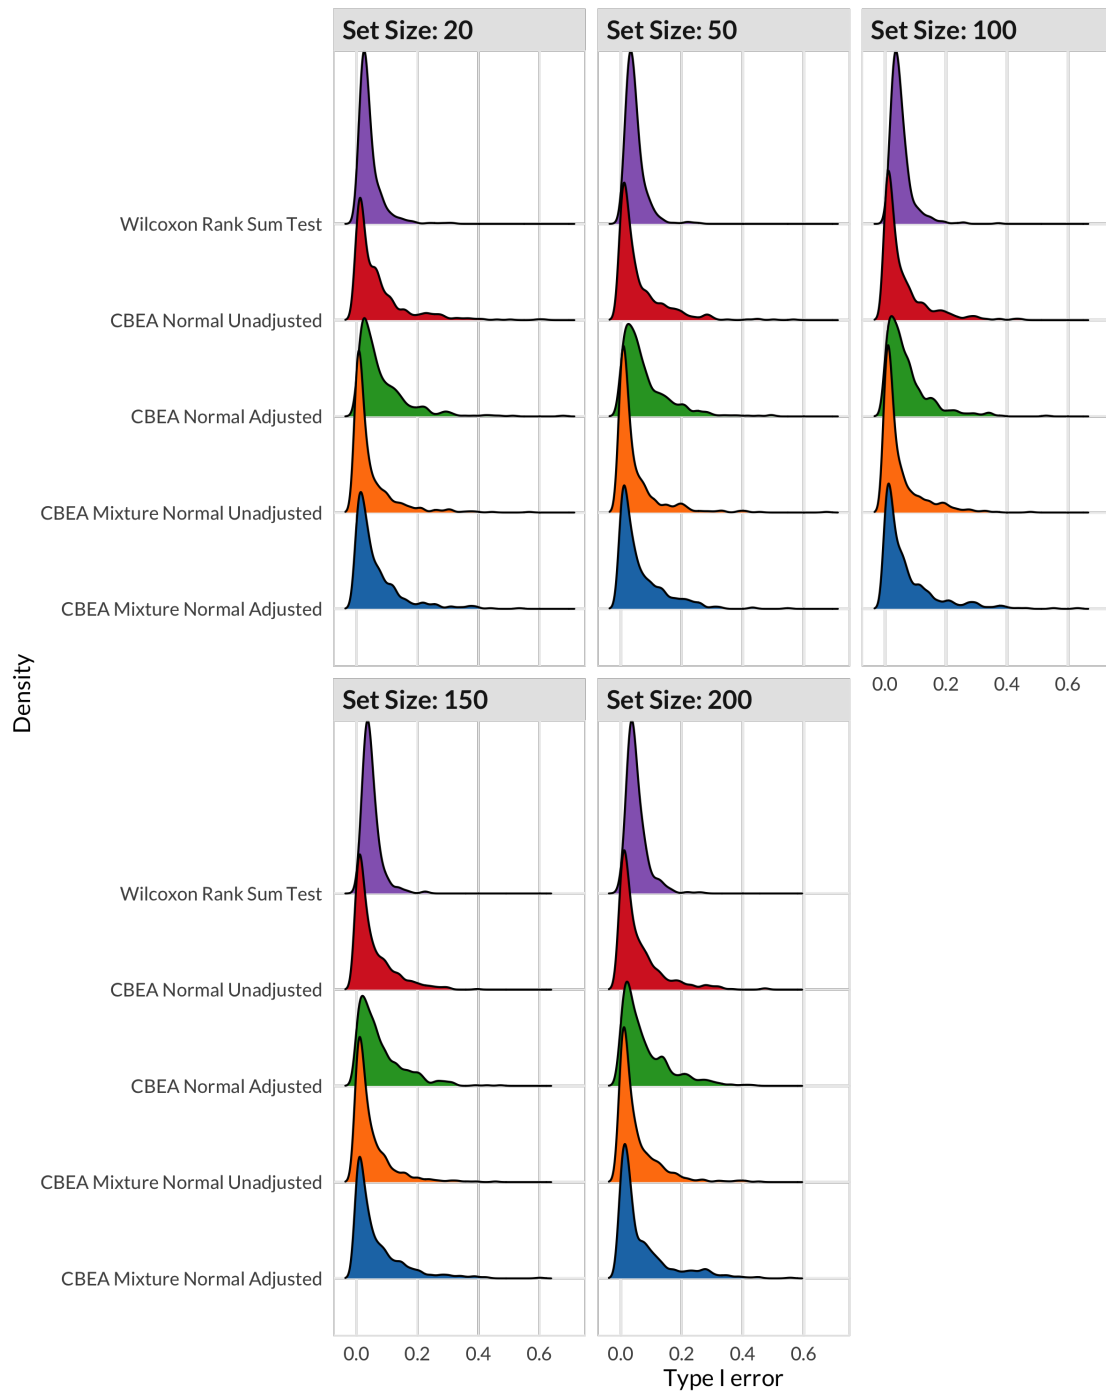 Set Size: 20
Set Size: 50
Set Size: 100
Wilcoxon Rank Sum Test
CBEA Normal Unadjusted
CBEA Normal Adjusted
CBEA Mixture Normal Unadjusted
CBEA Mixture Normal Adjusted
0.0 0.2 0.4 0.6
Density
Set Size: 150
Set Size: 200
Wilcoxon Rank Sum Test
CBEA Normal Unadjusted
CBEA Normal Adjusted
CBEA Mixture Normal Unadjusted
CBEA Mixture Normal Adjusted
0.0 0.2 0.4 0.6
0.0 0.2 0.4 0.6
Type I error